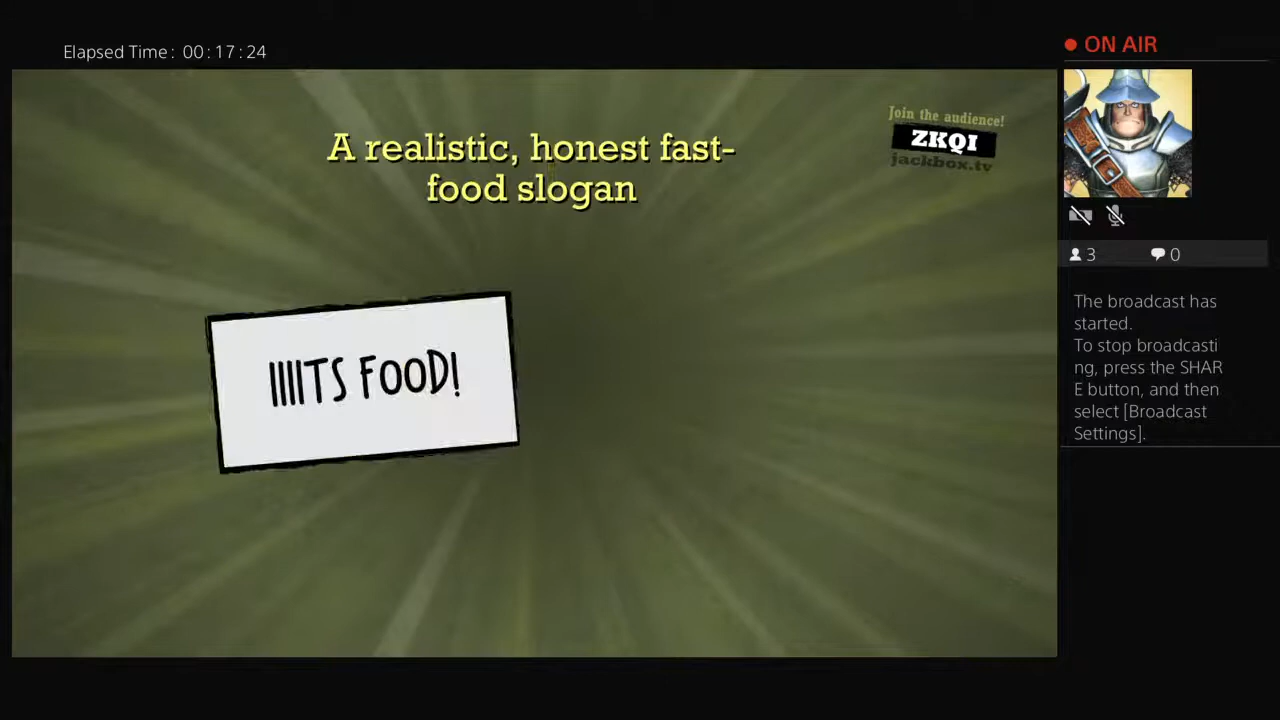 Elapsed Time: 00:17:24
ON AIR
A realistic, honest fast-
food slogan
Join the audience!
ZKQI
jackbox.tv
IIIITS FOOD!
3
0
The broadcast has
started.
To stop broadcasti
ng, press the SHAR
E button, and then
select [Broadcast
Settings].